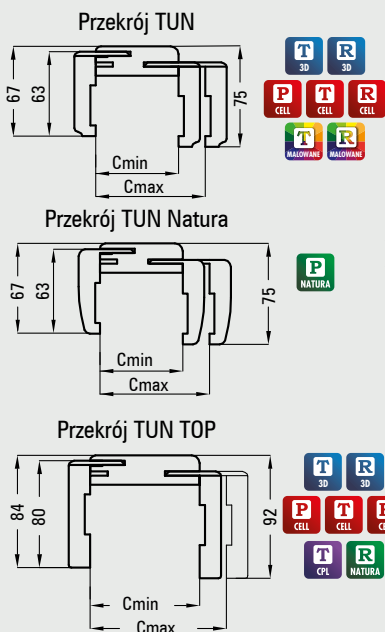 Przekrój TUN
67
63
75
Cmin
Cmax
T
3D
R
3D
P
CELL
T
CELL
R
CELL
T
MALOWANE
R
MALOWANE
Przekrój TUN Natura
67
63
75
Cmin
Cmax
P
NATURA
Przekrój TUN TOP
84
80
92
Cmin
Cmax
T
3D
R
3D
P
CELL
T
CELL
T
CPL
R
NATURA